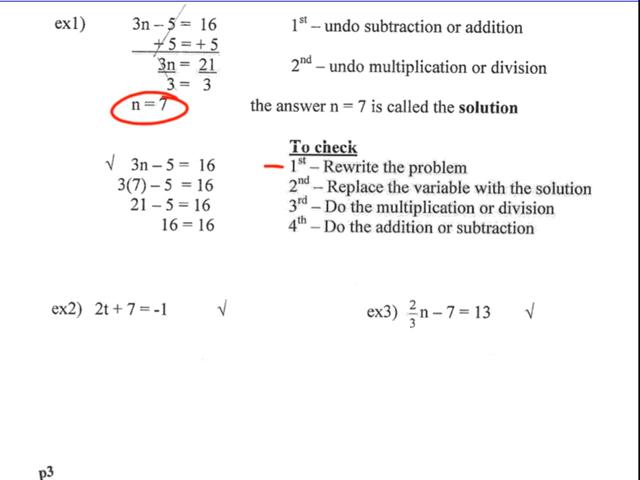 ex1) 3n – 5 = 16 1st – undo subtraction or addition
+ 5 = + 5
3n = 21 2nd – undo multiplication or division
3 = 3
n = 7 the answer n = 7 is called the solution
To check
√ 3n – 5 = 16 1st – Rewrite the problem
3(7) – 5 = 16 2nd – Replace the variable with the solution
21 – 5 = 16 3rd – Do the multiplication or division
16 = 16 4th – Do the addition or subtraction
ex2) 2t + 7 = -1 √ ex3) 2/3 n – 7 = 13 √
p3